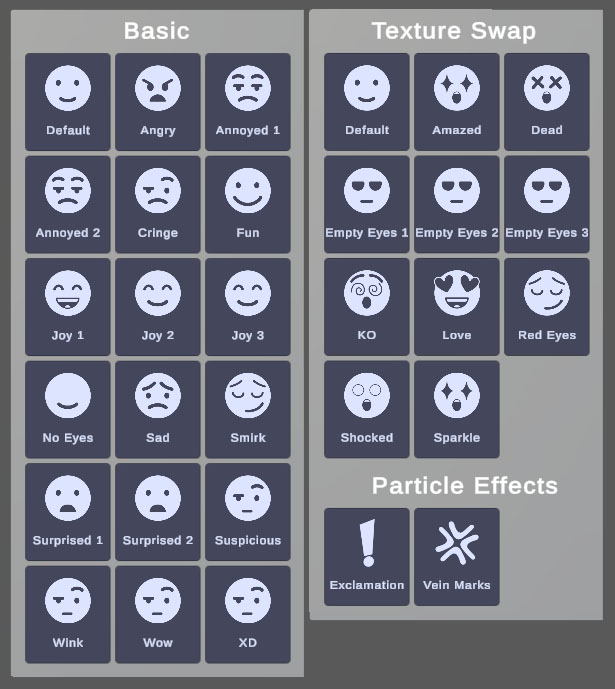 Basic
Default
Angry
Annoyed 1
Annoyed 2
Cringe
Fun
Joy 1
Joy 2
Joy 3
No Eyes
Sad
Smirk
Surprised 1
Surprised 2
Suspicious
Wink
Wow
XD
Texture Swap
Default
Amazed
Dead
Empty Eyes 1
Empty Eyes 2
Empty Eyes 3
KO
Love
Red Eyes
Shocked
Sparkle
Particle Effects
Exclamation
Vein Marks